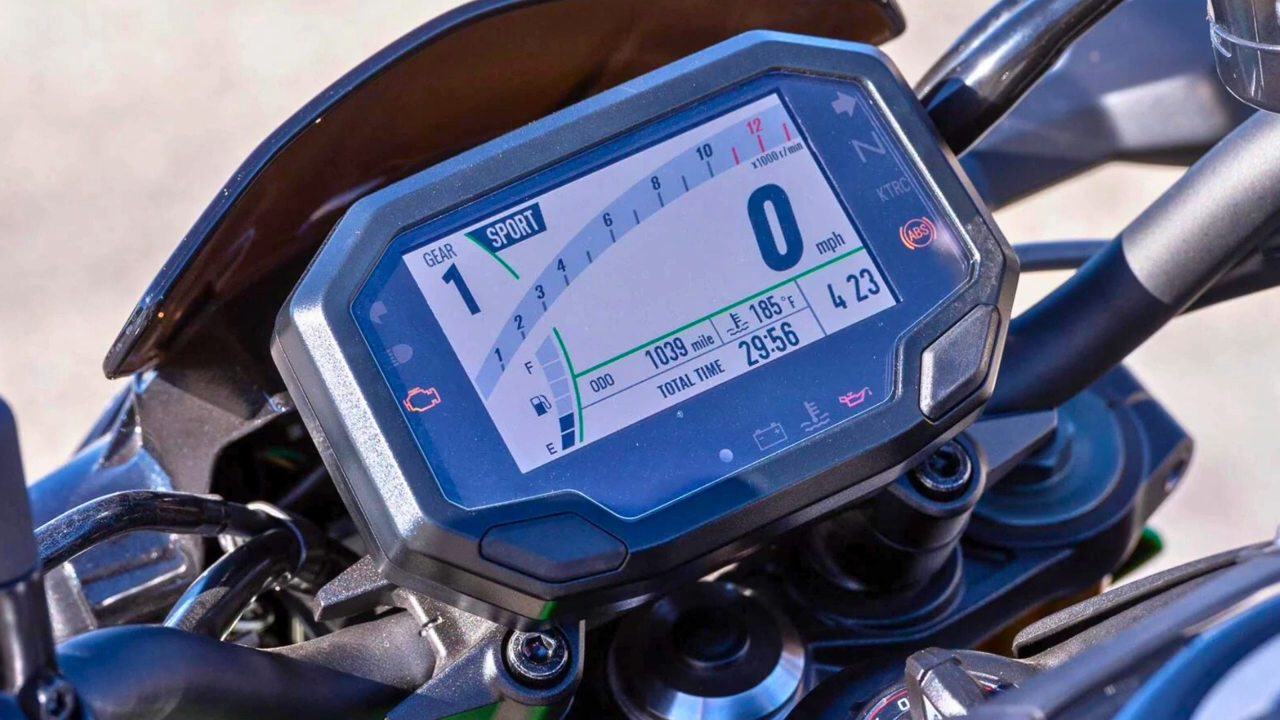 GEAR
1
SPORT
1 2 3 4 6 8 10 12
x1000 r/min
0
mph
N
KTRC
ABS
F
E
ODO 1039 mile 185°F
TOTAL TIME 29:56
4 23
0